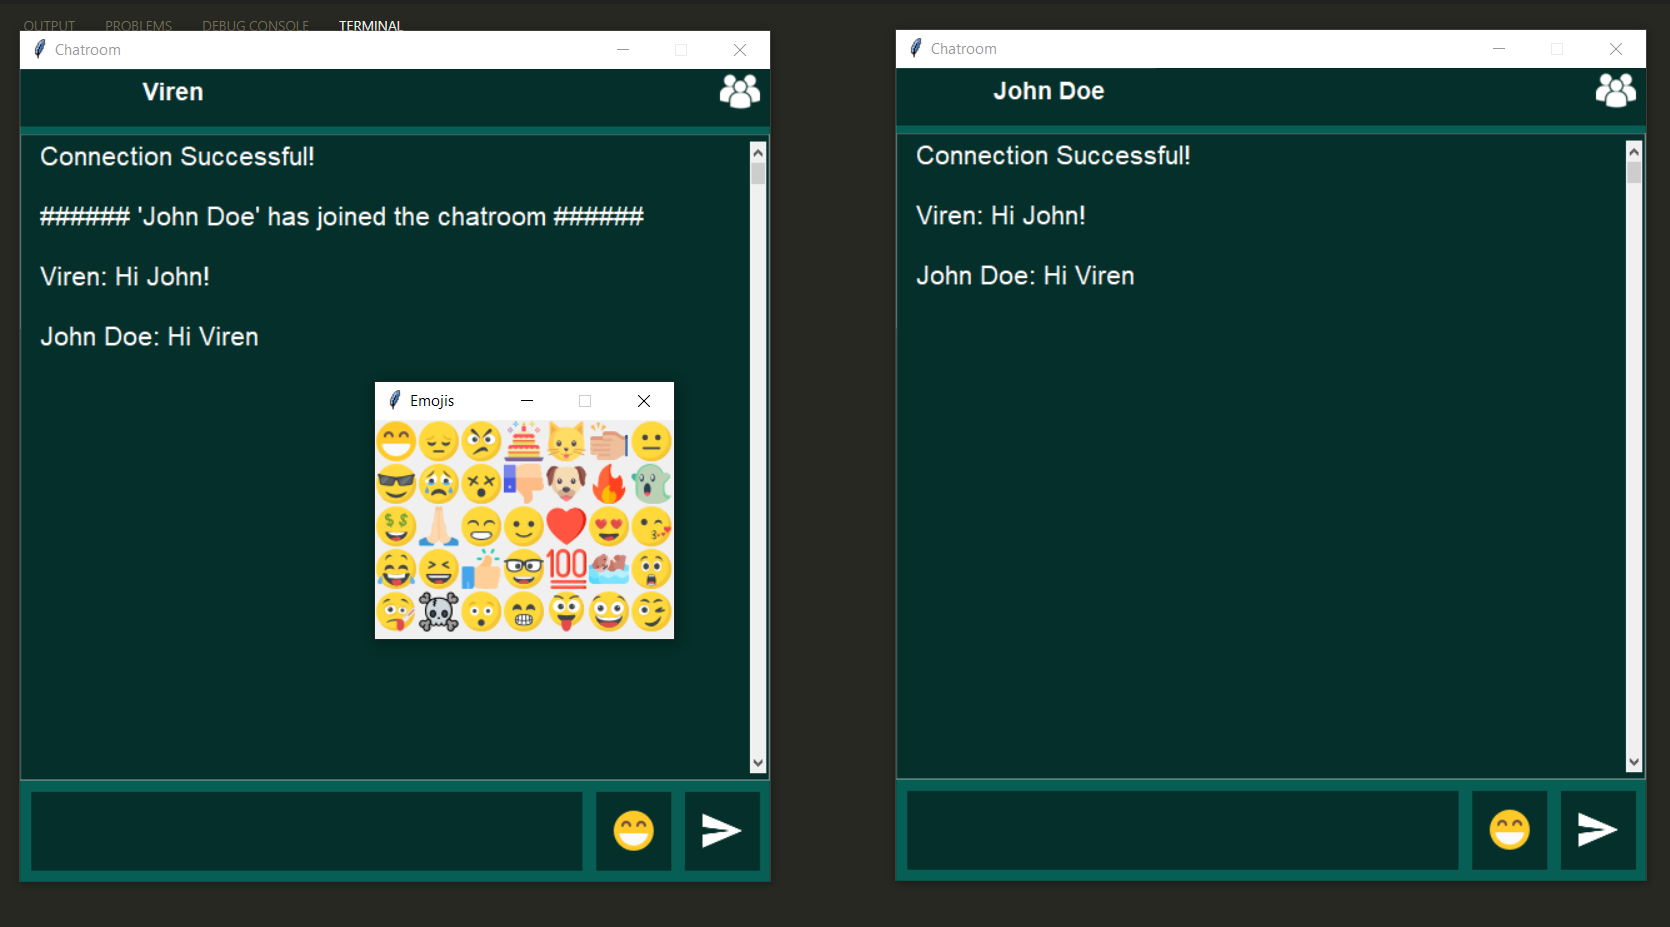 OUTPUT PROBLEMS DEBUG CONSOLE TERMINAL
Chatroom
Viren
Connection Successful!
###### 'John Doe' has joined the chatroom ######
Viren: Hi John!
John Doe: Hi Viren
Emojis
100
Chatroom
John Doe
Connection Successful!
Viren: Hi John!
John Doe: Hi Viren